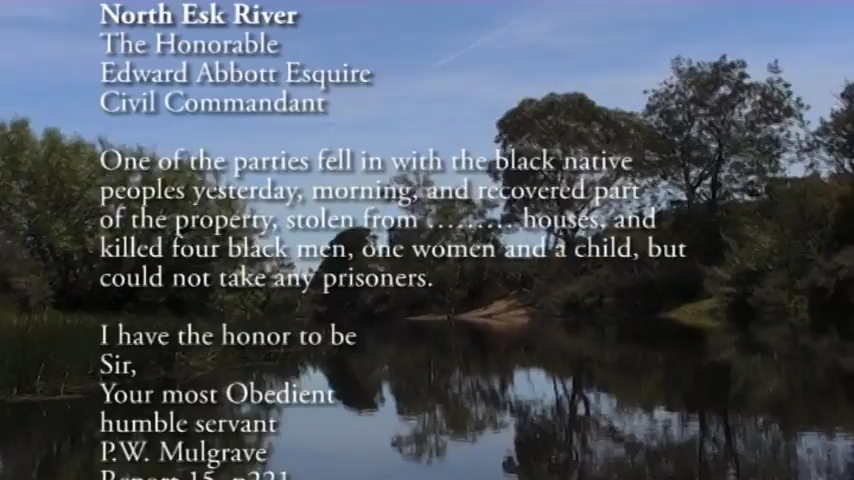 North Esk River
The Honorable
Edward Abbott Esquire
Civil Commandant
One of the parties fell in with the black native
peoples yesterday, morning, and recovered part
of the property, stolen from ......... houses, and
killed four black men, one women and a child, but
could not take any prisoners.
I have the honor to be
Sir,
Your most Obedient
humble servant
P.W. Mulgrave
Report 15, p221